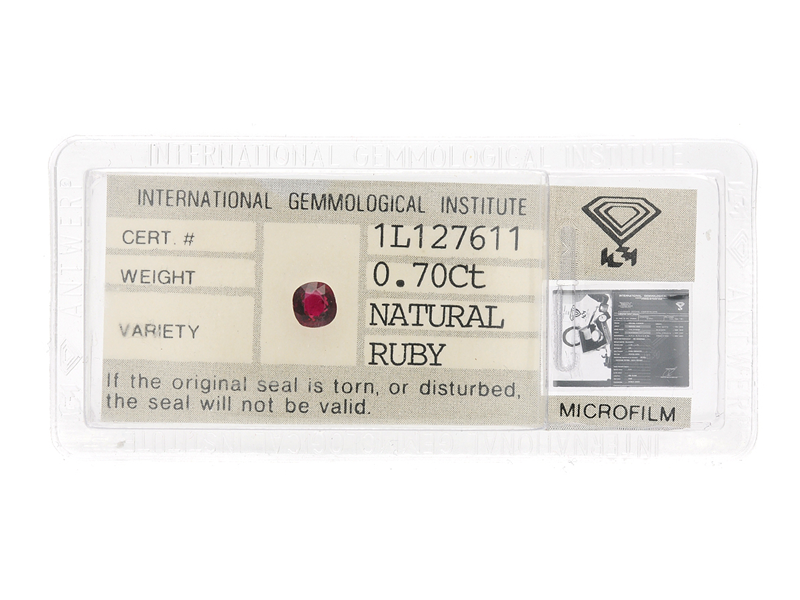 INTERNATIONAL GEMMOLOGICAL INSTITUTE
ANTWERP
INTERNATIONAL GEMMOLOGICAL INSTITUTE
CERT. # 1L127611
WEIGHT 0.70Ct
VARIETY NATURAL
RUBY
If the original seal is torn, or disturbed,
the seal will not be valid.
MICROFILM